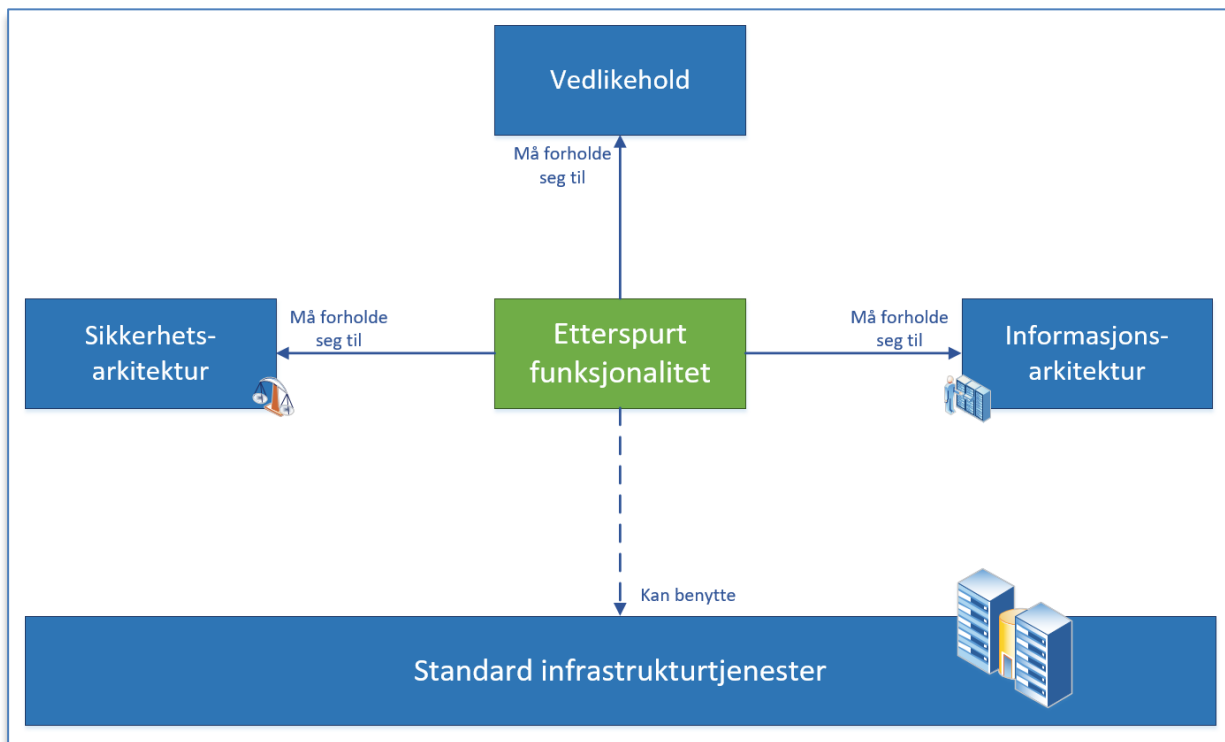 Vedlikehold
Må forholde
seg til
Sikkerhets-
arkitektur
Må forholde
seg til
Etterspurt
funksjonalitet
Må forholde
seg til
Informasjons-
arkitektur
Kan benytte
Standard infrastrukturtjenester